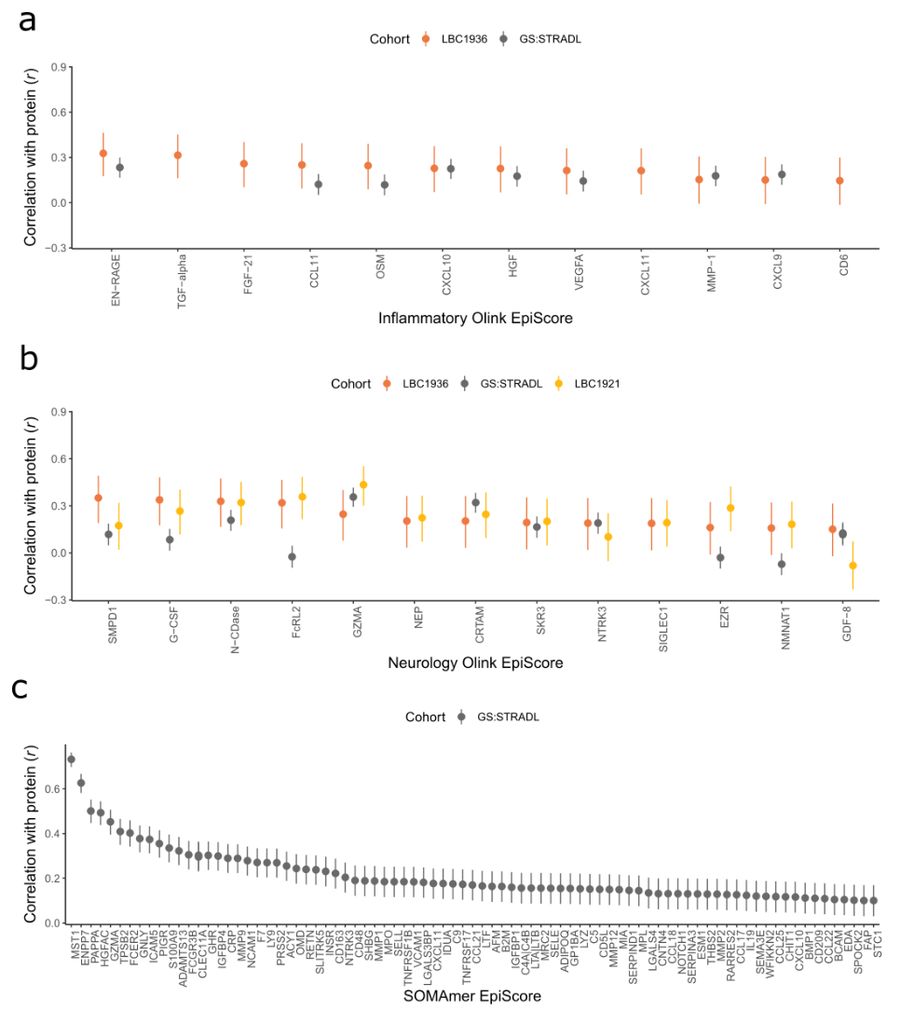 a
Cohort LBC1936 GS:STRADL
Correlation with protein (r)
0.9
0.6
0.3
0.0
−0.3
EN−RAGE
TGF−alpha
FGF−21
CCL11
OSM
CXCL10
HGF
VEGFA
CXCL11
MMP−1
CXCL9
CD6
Inflammatory Olink EpiScore
b
Cohort LBC1936 GS:STRADL LBC1921
Correlation with protein (r)
0.9
0.6
0.3
0.0
−0.3
SMPD1
G−CSF
N−CDase
FcRL2
GZMA
NEP
CRTAM
SKR3
NTRK3
SIGLEC1
EZR
NMNAT1
GDF−8
Neurology Olink EpiScore
c
Cohort GS:STRADL
Correlation with protein (r)
0.6
0.4
0.2
0.0
MST1
ENPP7
PAPPA
HGFAC
GZMA
TPSB2
FCER2
GNLY
ICAM5
PIGR
S100A9
ADAMTS13
FCGR3B
CLEC11A
GHR
IGFBP4
CRP
MMP9
NCAM1
F7
LY9
PRSS2
ACY1
OMD
RETN
SLITRK5
INSR
CD163
NTRK3
CD48
SHBG
MMP1
MPO
SELL
TNFRSF1B
VCAM1
LGALS3BP
CXCL11
IDUA
C9
TNFRSF17
CCL21
LTF
AFM
B2M
IGFBP1
C4A|C4B
LTA|LTB
MRC2
SELE
ADIPOQ
GP1BA
LYZ
C5
CD5L
MMP12
MIA
SERPIND1
MPL
LGALS4
CNTN4
CCL18
NOTCH1
SERPINA3
ESM1
THBS2
MMP2
RARRES2
CCL17
IL19
SEMA3E
WFIKKN2
CCL25
CHIT1
CXCL10
BMP1
CD209
CCL22
BCAM
EDA
SPOCK2
FAP
STC1
SOMAmer EpiScore